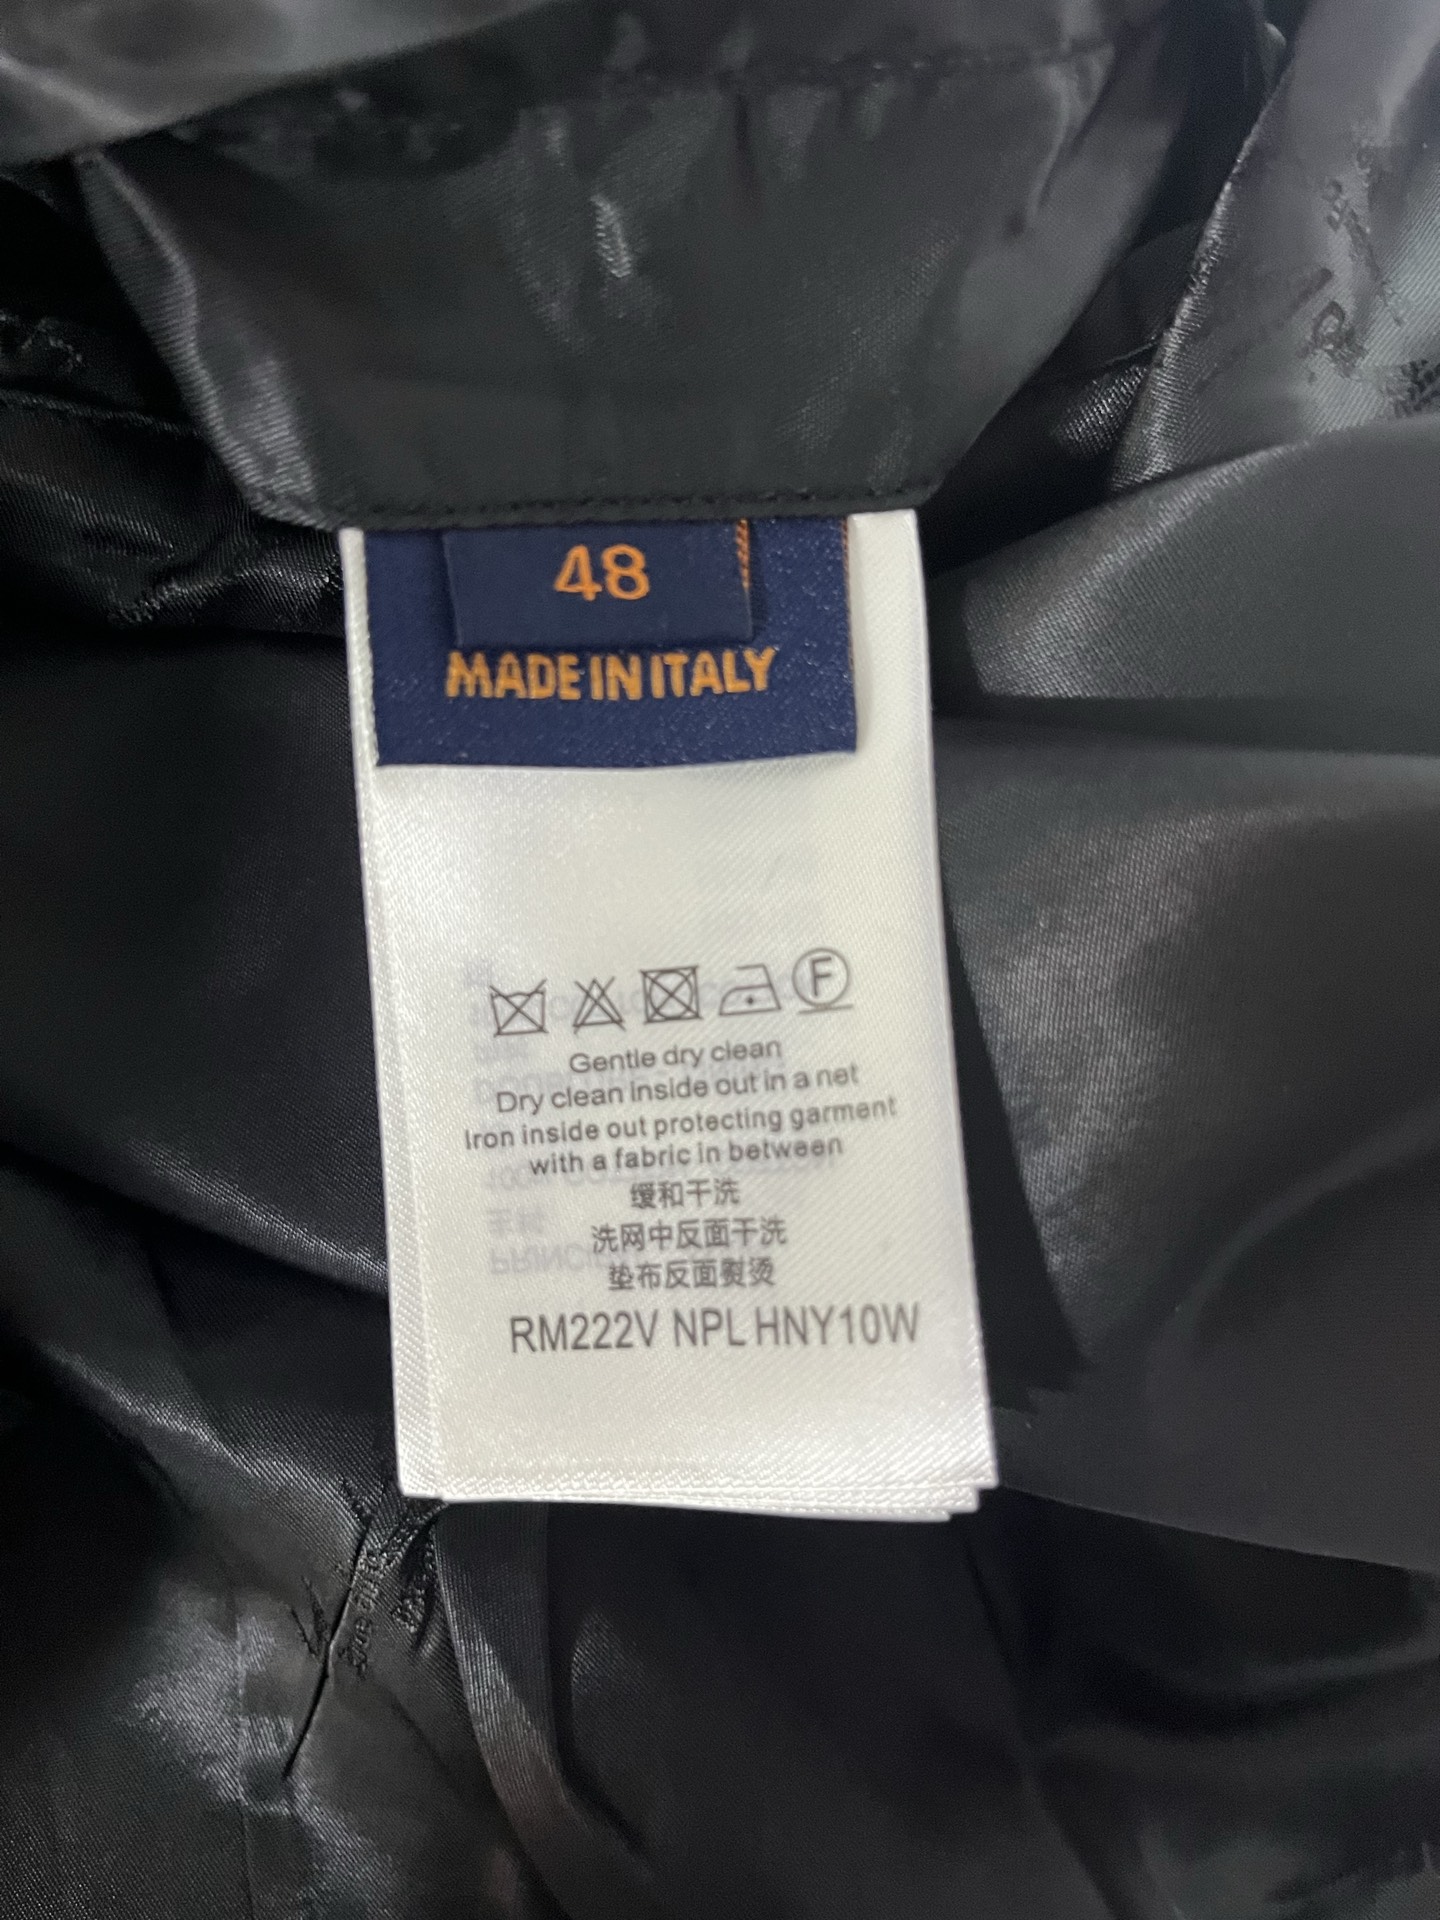 48
MADE IN ITALY
F
Gentle dry clean
Dry clean inside out in a net
Iron inside out protecting garment
with a fabric in between
缓和干洗
洗网中反面干洗
垫布反面熨烫
RM222V NPL HNY10W